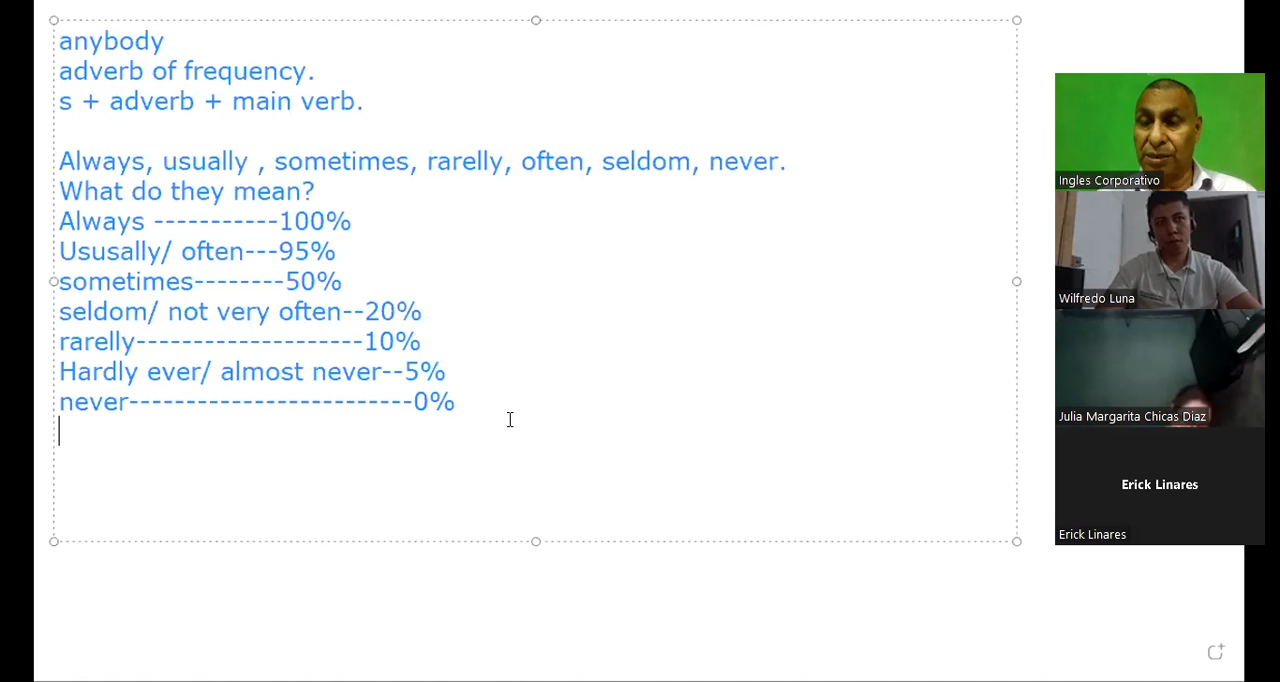 anybody
adverb of frequency.
s + adverb + main verb.
Always, usually , sometimes, rarelly, often, seldom, never.
What do they mean?
Always -----------100%
Ususally/ often---95%
sometimes--------50%
seldom/ not very often--20%
rarelly--------------------10%
Hardly ever/ almost never--5%
never-------------------------0%
Ingles Corporativo
Wilfredo Luna
Julia Margarita Chicas Diaz
Erick Linares
Erick Linares